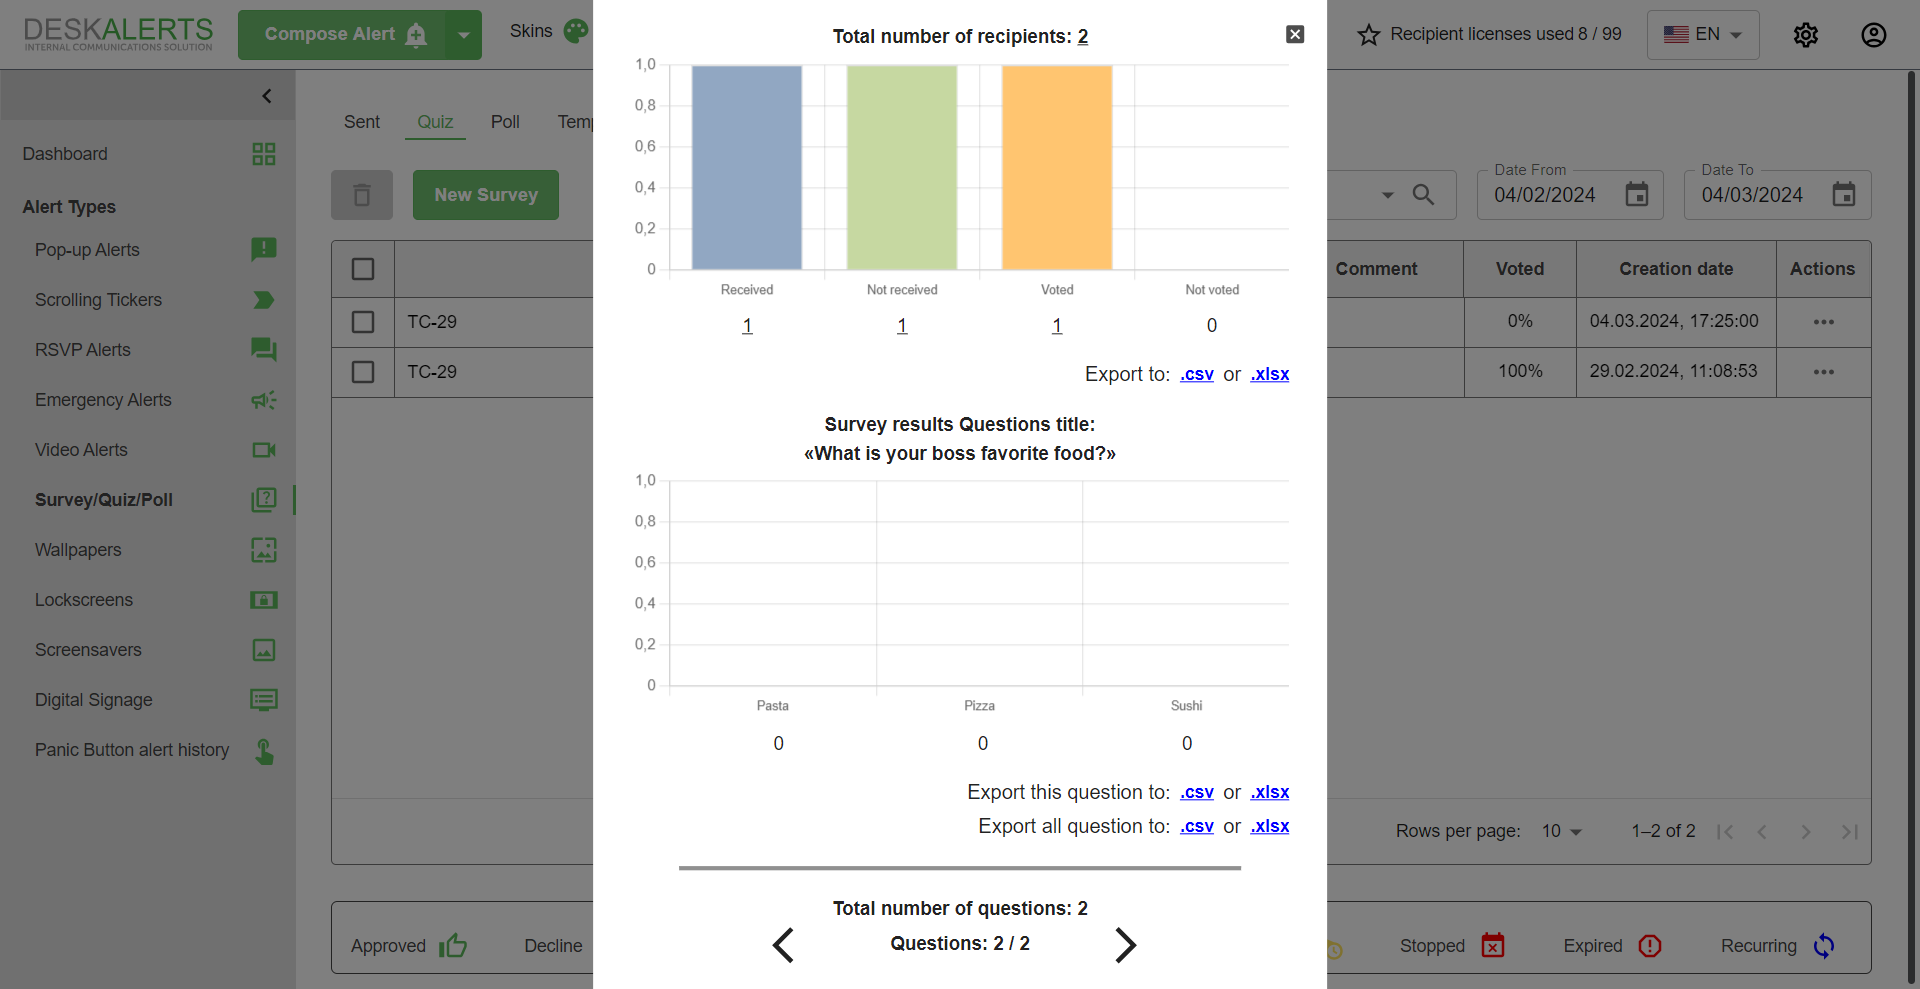 DESKALERTS
INTERNAL COMMUNICATIONS SOLUTION
Compose Alert
Skins
Recipient licenses used 8 / 99
EN
Dashboard
Alert Types
Pop-up Alerts
Scrolling Tickers
RSVP Alerts
Emergency Alerts
Video Alerts
Survey/Quiz/Poll
Wallpapers
Lockscreens
Screensavers
Digital Signage
Panic Button alert history
Sent Quiz Poll
New Survey
Date From
04/02/2024
Date To
04/03/2024
Comment Voted Creation date Actions
TC-29 0% 04.03.2024, 17:25:00
TC-29 100% 29.02.2024, 11:08:53
Rows per page: 10 1–2 of 2
Approved Decline Stopped Expired Recurring
Total number of recipients: 2
1,0
0,8
0,6
0,4
0,2
0
Received Not received Voted Not voted
1 1 1 0
Export to: .csv or .xlsx
Survey results Questions title:
«What is your boss favorite food?»
1,0
0,8
0,6
0,4
0,2
0
Pasta Pizza Sushi
0 0 0
Export this question to: .csv or .xlsx
Export all question to: .csv or .xlsx
Total number of questions: 2
Questions: 2 / 2